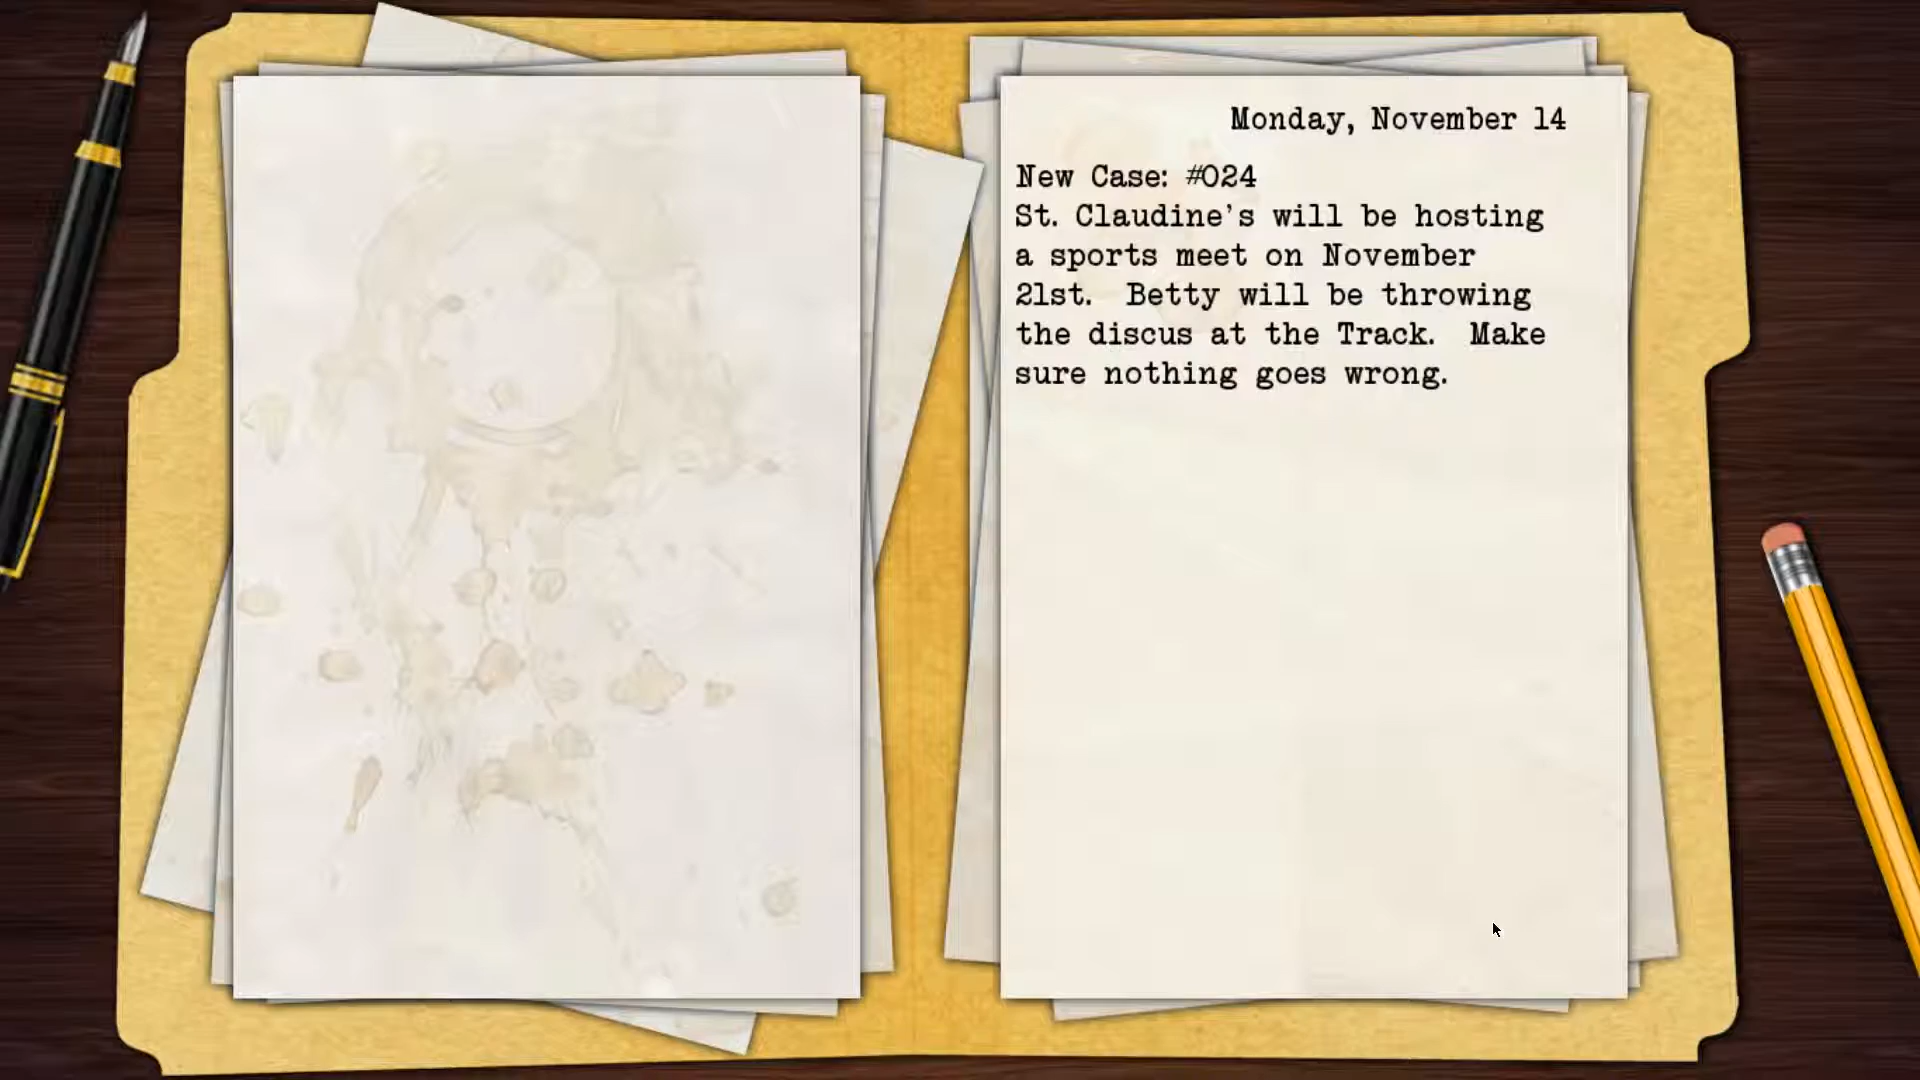 Monday, November 14
New Case: #024
St. Claudine's will be hosting
a sports meet on November
21st.  Betty will be throwing
the discus at the Track.  Make
sure nothing goes wrong.